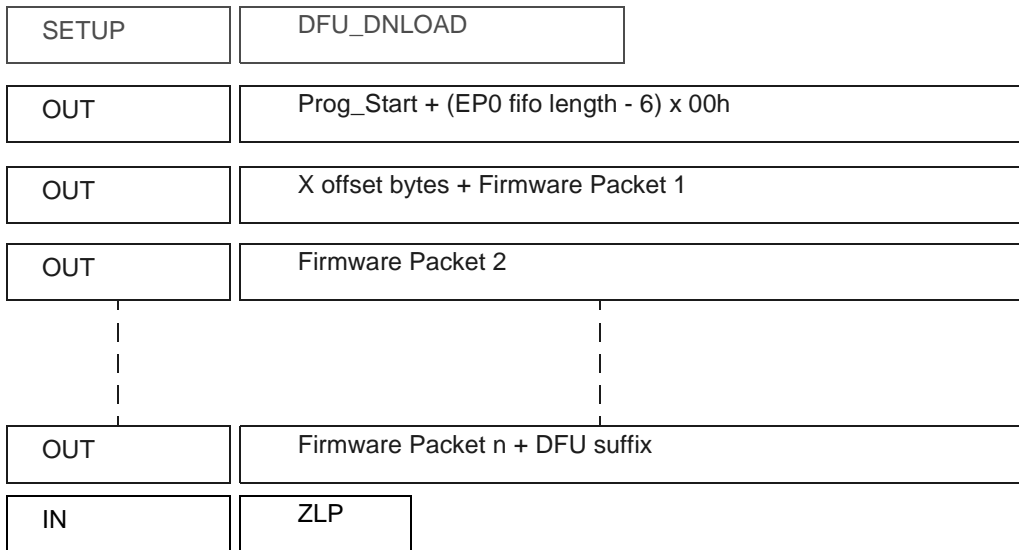 SETUP DFU_DNLOAD
OUT Prog_Start + (EP0 fifo length - 6) x 00h
OUT X offset bytes + Firmware Packet 1
OUT Firmware Packet 2
OUT Firmware Packet n + DFU suffix
IN ZLP